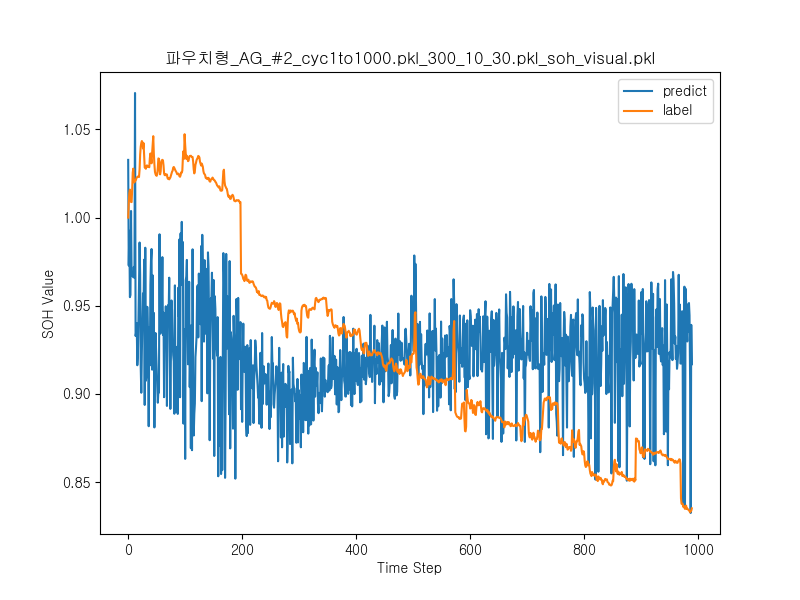 파우치형_AG_#2_cyc1to1000.pkl_300_10_30.pkl_soh_visual.pkl
predict
label
1.05
1.00
0.95
0.90
0.85
SOH Value
0
200
400
600
800
1000
Time Step